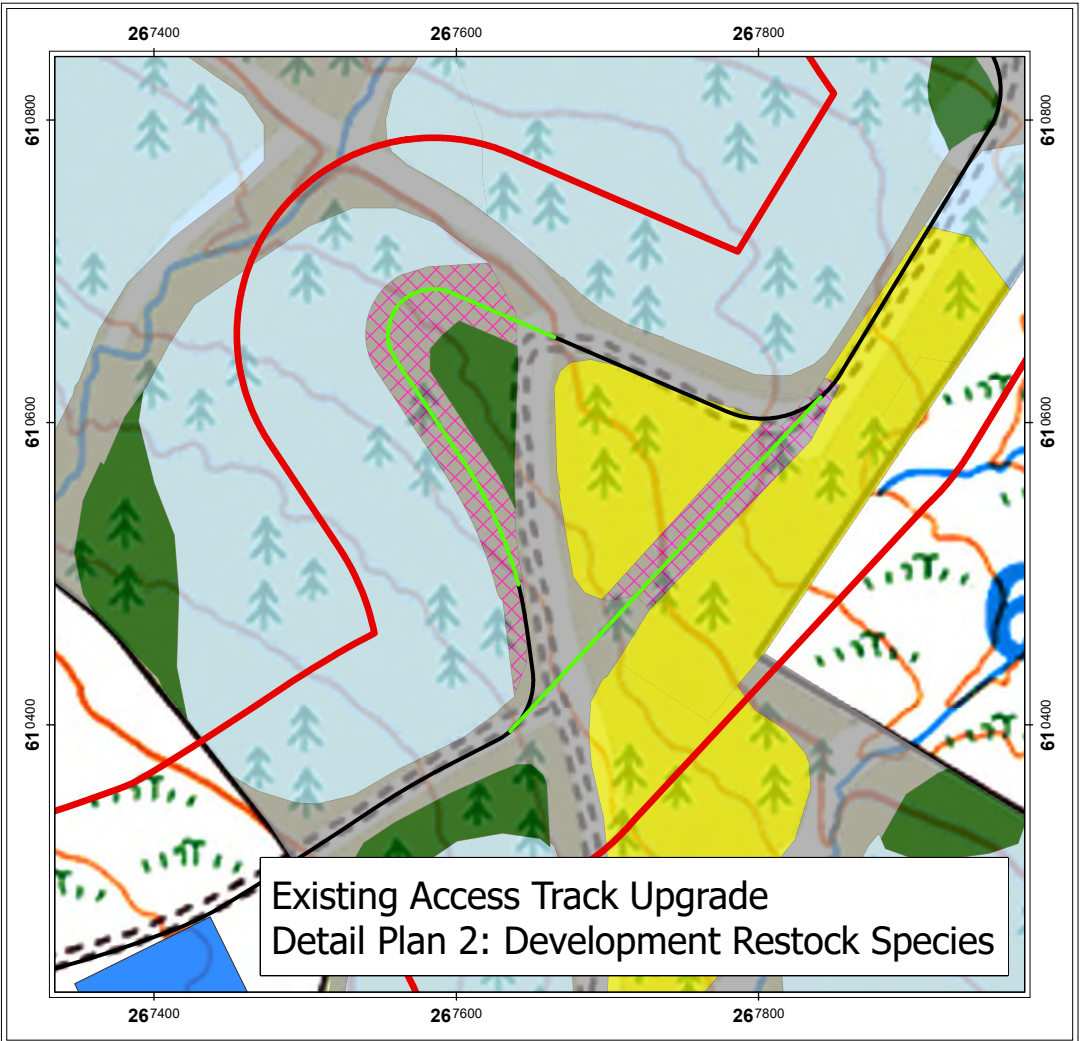 267400 267600 267800
610800 610800
610600 610600
610400 610400
Existing Access Track Upgrade
Detail Plan 2: Development Restock Species
267400 267600 267800